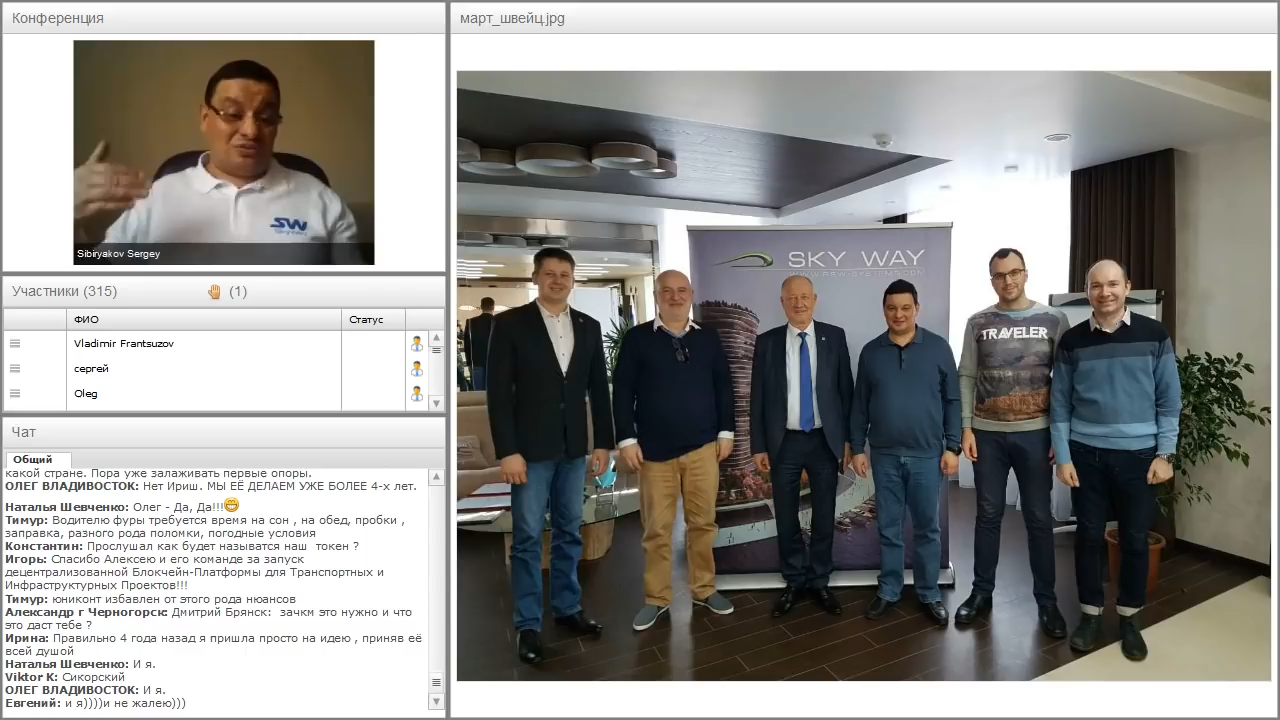 Конференция
SW
Sibiryakov Sergey
Участники (315)
(1)
ФИО
Статус
Vladimir Frantsuzov
сергей
Oleg
Чат
Общий
какой стране. Пора уже залаживать первые опоры.
ОЛЕГ ВЛАДИВОСТОК: Нет Ириш. МЫ ЕЁ ДЕЛАЕМ УЖЕ БОЛЕЕ 4-х лет.
Наталья Шевченко: Олег - Да, Да!!!
Тимур: Водителю фуры требуется время на сон , на обед, пробки ,
заправка, разного рода поломки, погодные условия
Константин: Прослушал как будет называтся наш токен ?
Игорь: Спасибо Алексею и его команде за запуск
децентрализованной Блокчейн-Платформы для Транспортных и
Инфраструктурных Проектов!!!
Тимур: юниконт избавлен от этого рода нюансов
Александр г Черногорск: Дмитрий Брянск: зачкм это нужно и что
это даст тебе ?
Ирина: Правильно 4 года назад я пришла просто на идею , приняв её
всей душой
Наталья Шевченко: И я.
Viktor K: Сикорский
ОЛЕГ ВЛАДИВОСТОК: И я.
Евгений: и я))))и не жалею)))
март_швейц.jpg
SKY WAY
WWW.RSW-SYSTEMS.COM
TRAVELER